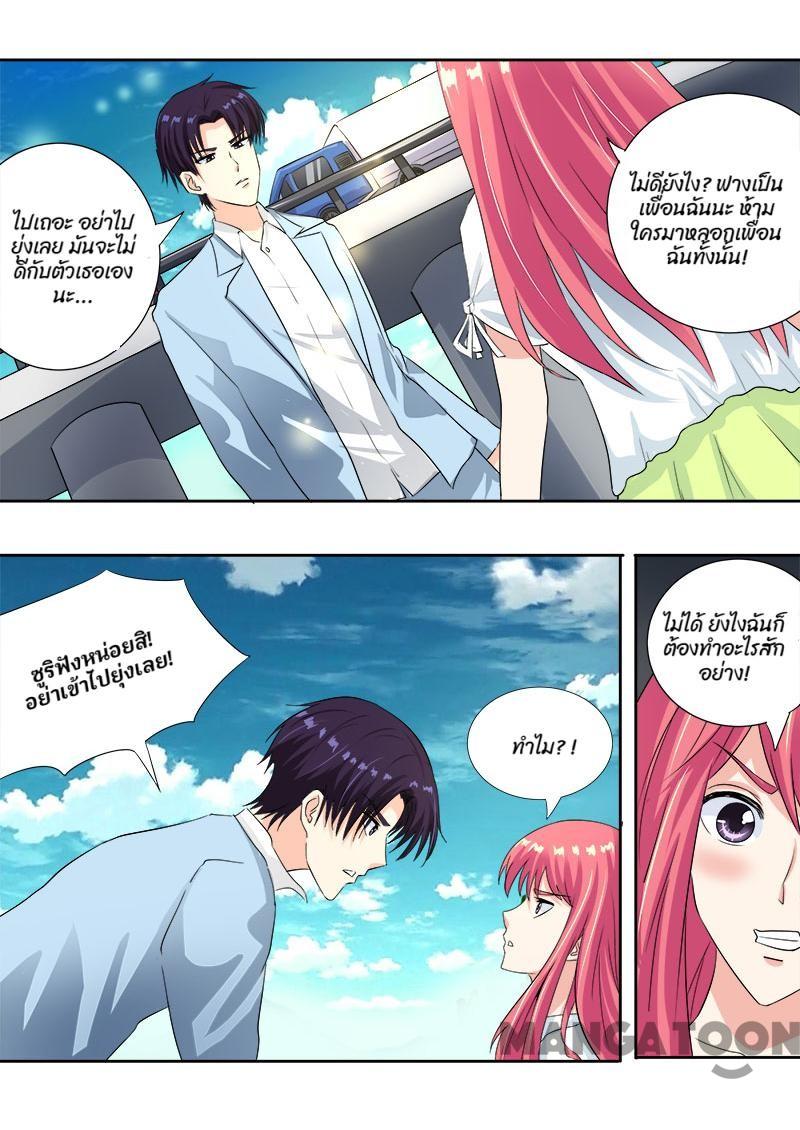 ไปเถอะ อย่าไป
ยุ่งเลย มันจะไม่
ดีกับตัวเธอเอง
นะ...
ไม่ดียังไง? ฟางเป็น
เพื่อนฉันนะ ห้าม
ใครมาหลอกเพื่อน
ฉันทั้งนั้น!
ซูริฟังหน่อยสิ!
อย่าเข้าไปยุ่งเลย!
ทำไม? !
ไม่ได้ ยังไงฉันก็
ต้องทำอะไรสัก
อย่าง!
MANGATOON